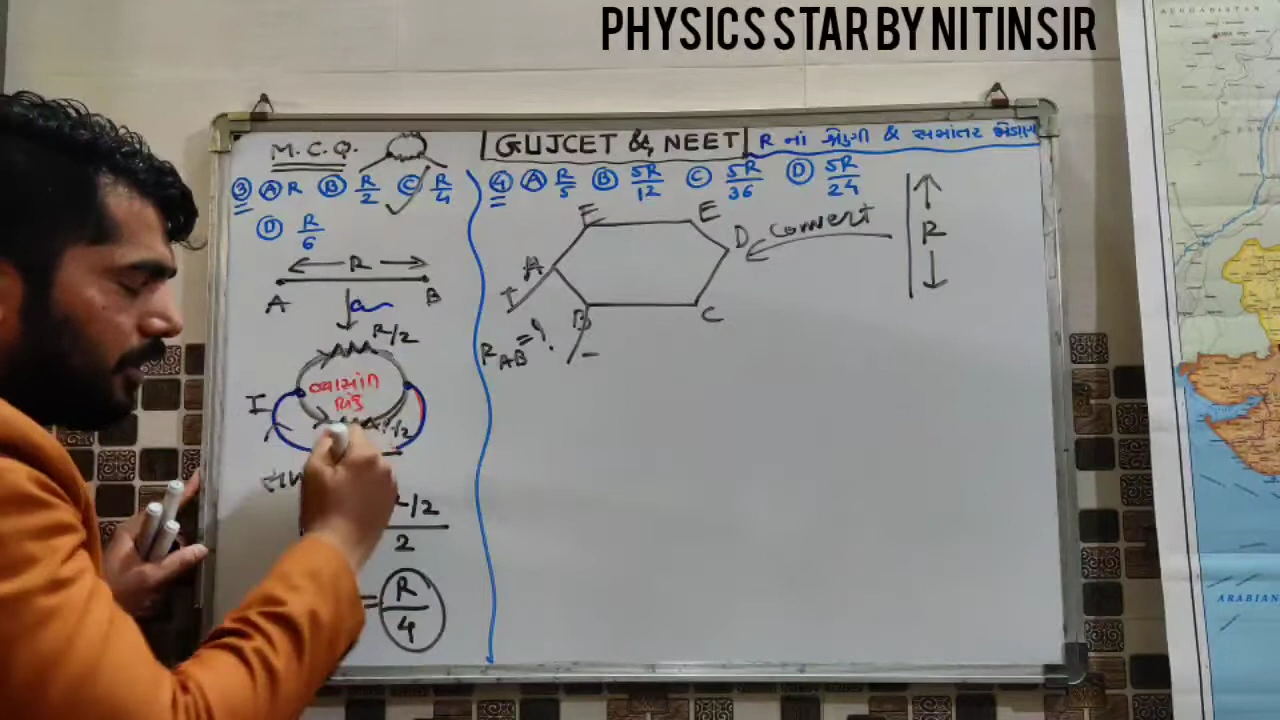 PHYSICS STAR BY NITIN SIR
M.C.Q.
GUJCET & NEET
R નાં શ્રેણી & સમાંતર જોડાણ
③ Ⓐ R Ⓑ R/2 Ⓒ R/4
Ⓓ R/6
R
A B
R/2
વ્યાસાંત
બિંદુ
I
R/2
2
= R/4
④ Ⓐ R/5 Ⓑ 5R/12 Ⓒ 5R/36 Ⓓ 5R/24
F E
D convert
R
A
I
B C
R_AB = ?
ARABIAN